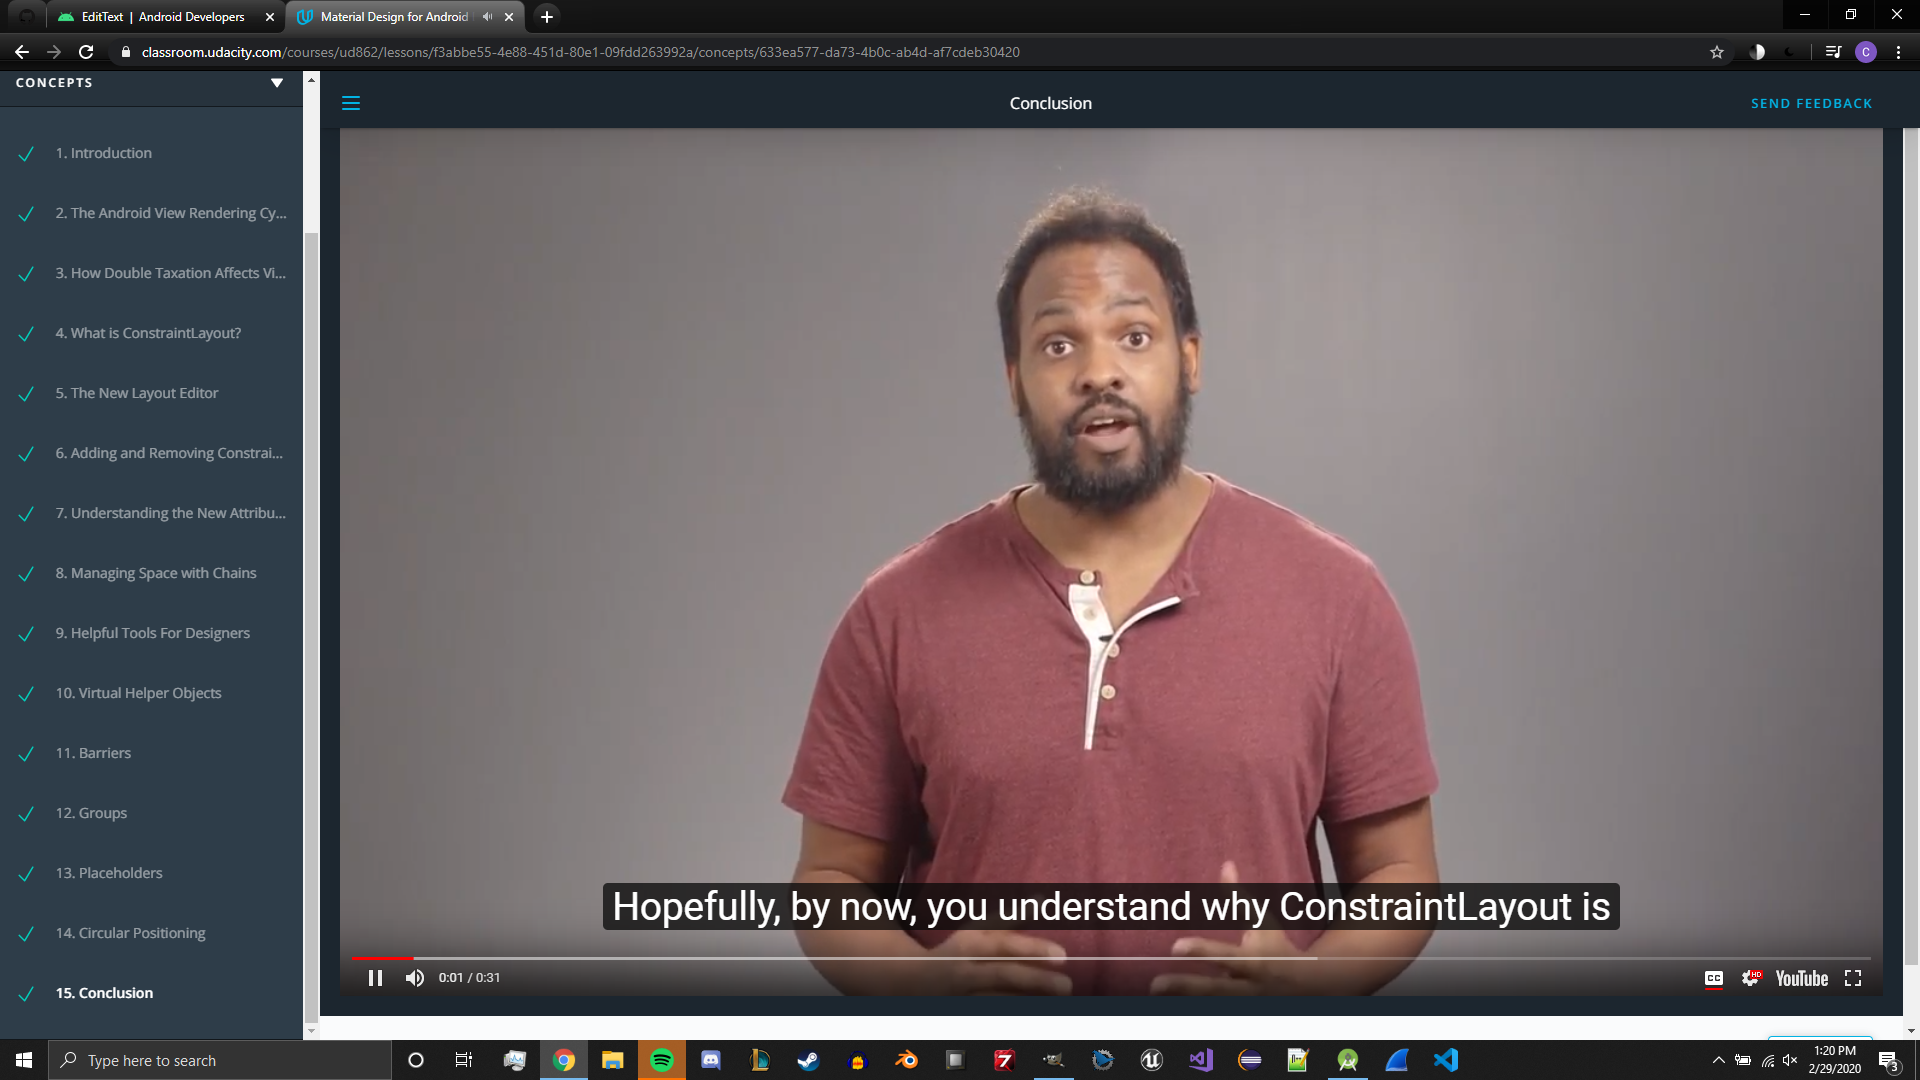 EditText | Android Developers
Material Design for Android
classroom.udacity.com/courses/ud862/lessons/f3abbe55-4e88-451d-80e1-09fdd263992a/concepts/633ea577-da73-4b0c-ab4d-af7cdeb30420
C
CONCEPTS
Conclusion
SEND FEEDBACK
1. Introduction
2. The Android View Rendering Cy...
3. How Double Taxation Affects Vi...
4. What is ConstraintLayout?
5. The New Layout Editor
6. Adding and Removing Constrai...
7. Understanding the New Attribu...
8. Managing Space with Chains
9. Helpful Tools For Designers
10. Virtual Helper Objects
11. Barriers
12. Groups
13. Placeholders
14. Circular Positioning
15. Conclusion
Hopefully, by now, you understand why ConstraintLayout is
0:01 / 0:31
CC
HD
YouTube
Type here to search
1:20 PM
2/29/2020
3